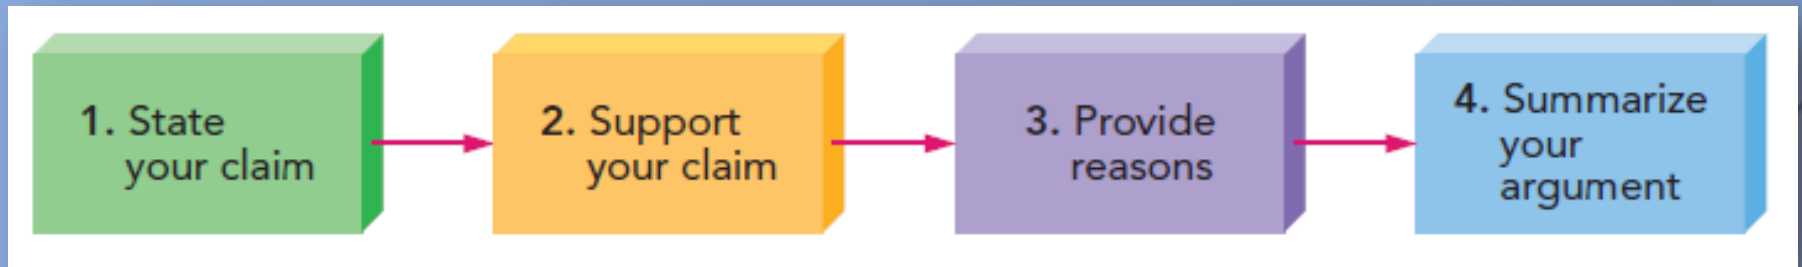 1. State
your claim
2. Support
your claim
3. Provide
reasons
4. Summarize
your
argument